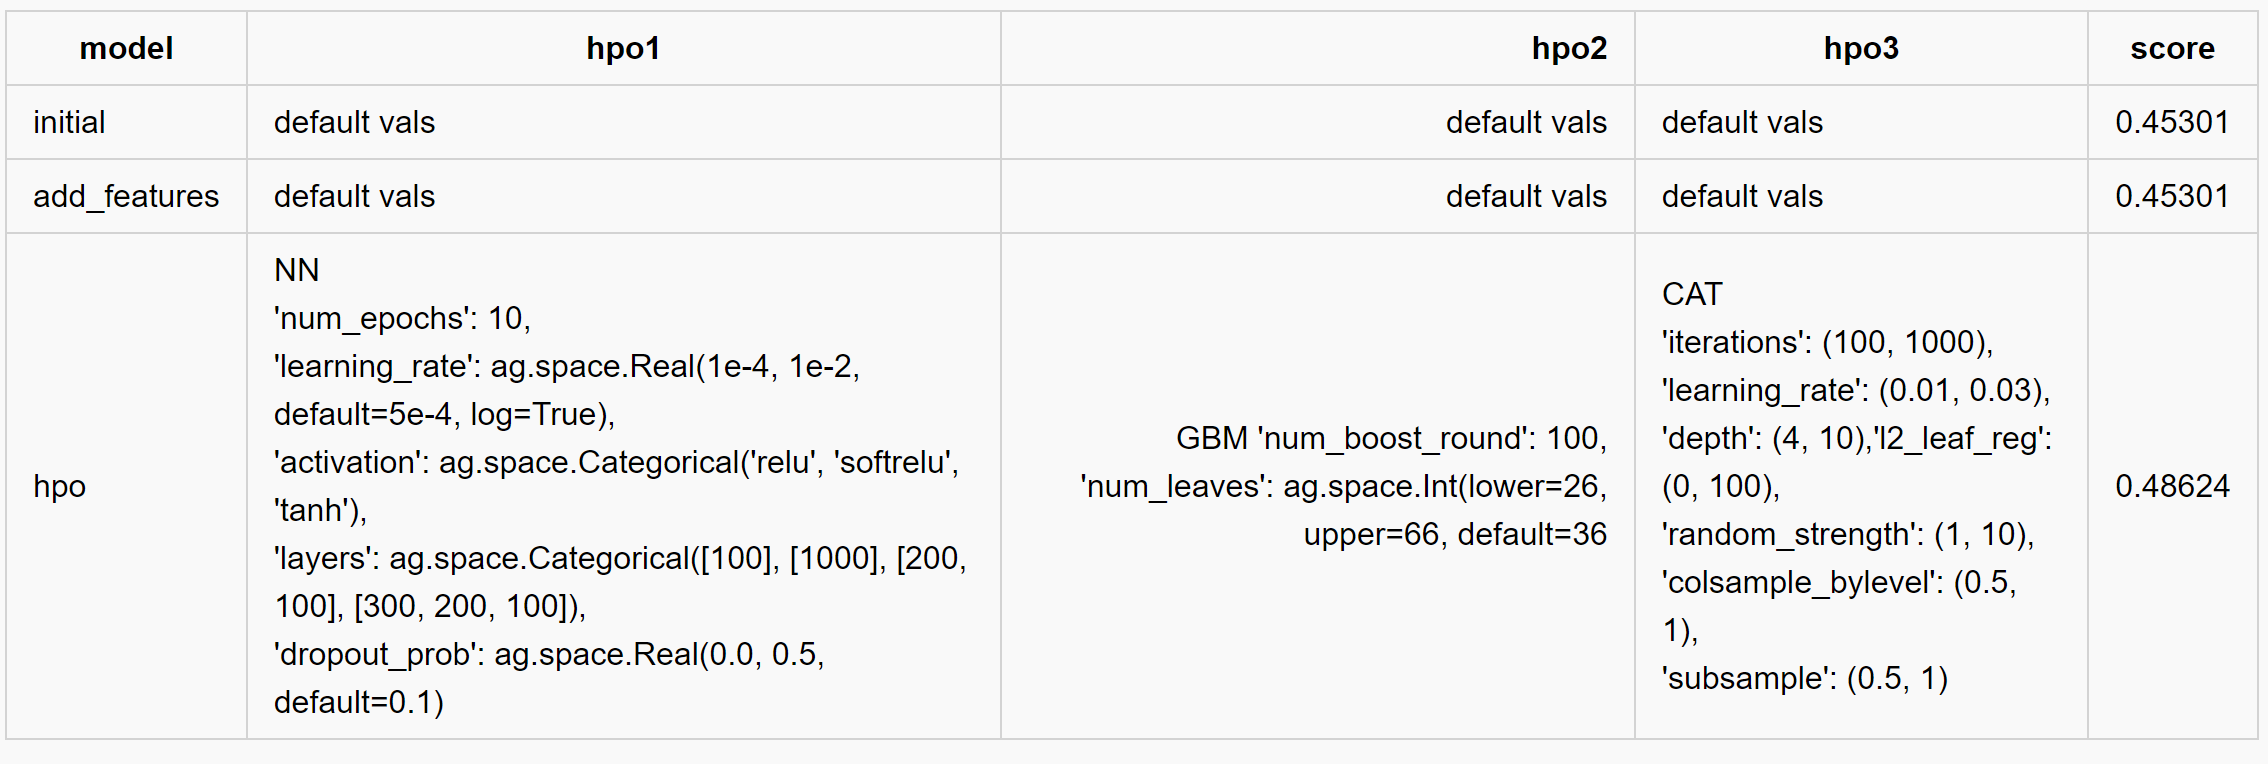 model hpo1 hpo2 hpo3 score
initial default vals default vals default vals 0.45301
add_features default vals default vals default vals 0.45301
hpo
NN
'num_epochs': 10,
'learning_rate': ag.space.Real(1e-4, 1e-2,
default=5e-4, log=True),
'activation': ag.space.Categorical('relu', 'softrelu',
'tanh'),
'layers': ag.space.Categorical([100], [1000], [200,
100], [300, 200, 100]),
'dropout_prob': ag.space.Real(0.0, 0.5,
default=0.1)
GBM 'num_boost_round': 100,
'num_leaves': ag.space.Int(lower=26,
upper=66, default=36
CAT
'iterations': (100, 1000),
'learning_rate': (0.01, 0.03),
'depth': (4, 10),'l2_leaf_reg':
(0, 100),
'random_strength': (1, 10),
'colsample_bylevel': (0.5,
1),
'subsample': (0.5, 1)
0.48624